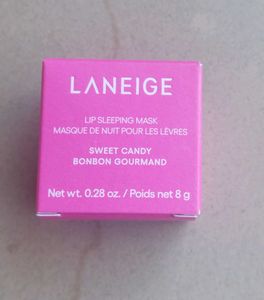 LANEIGE
LIP SLEEPING MASK
MASQUE DE NUIT POUR LES LÈVRES
SWEET CANDY
BONBON GOURMAND
Net wt. 0.28 oz. / Poids net 8 g